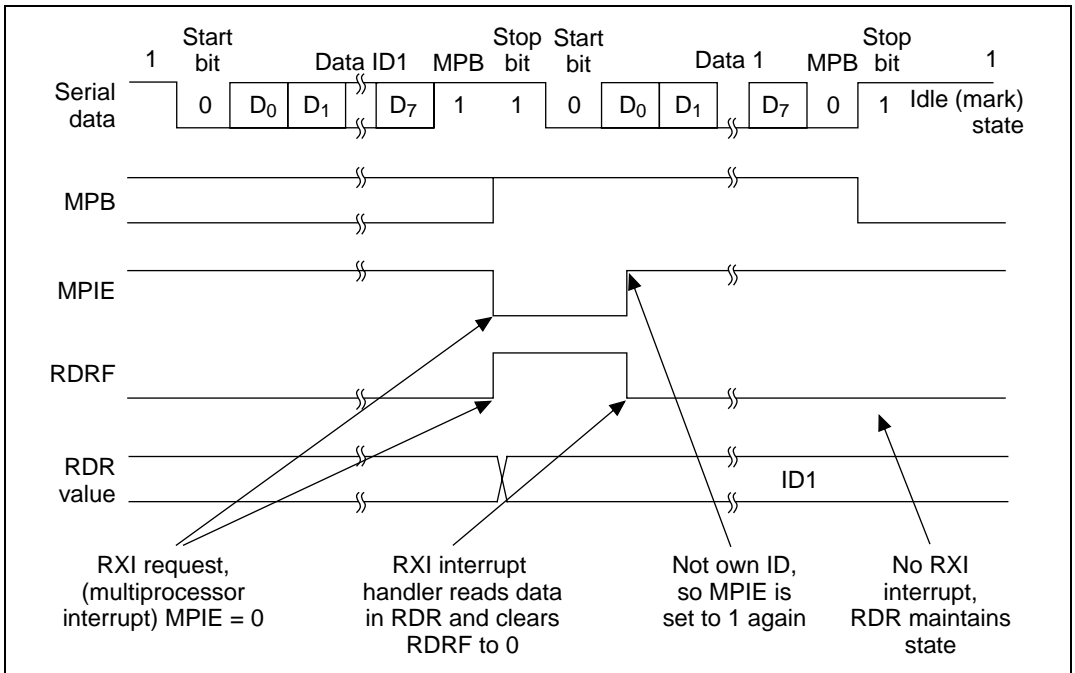 1 Start bit Data ID1 MPB Stop bit Start bit Data 1 MPB Stop bit 1
Serial data 0 D0 D1 D7 1 1 0 D0 D1 D7 0 1 Idle (mark) state
MPB
MPIE
RDRF
RDR value ID1
RXI request, (multiprocessor interrupt) MPIE = 0
RXI interrupt handler reads data in RDR and clears RDRF to 0
Not own ID, so MPIE is set to 1 again
No RXI interrupt, RDR maintains state